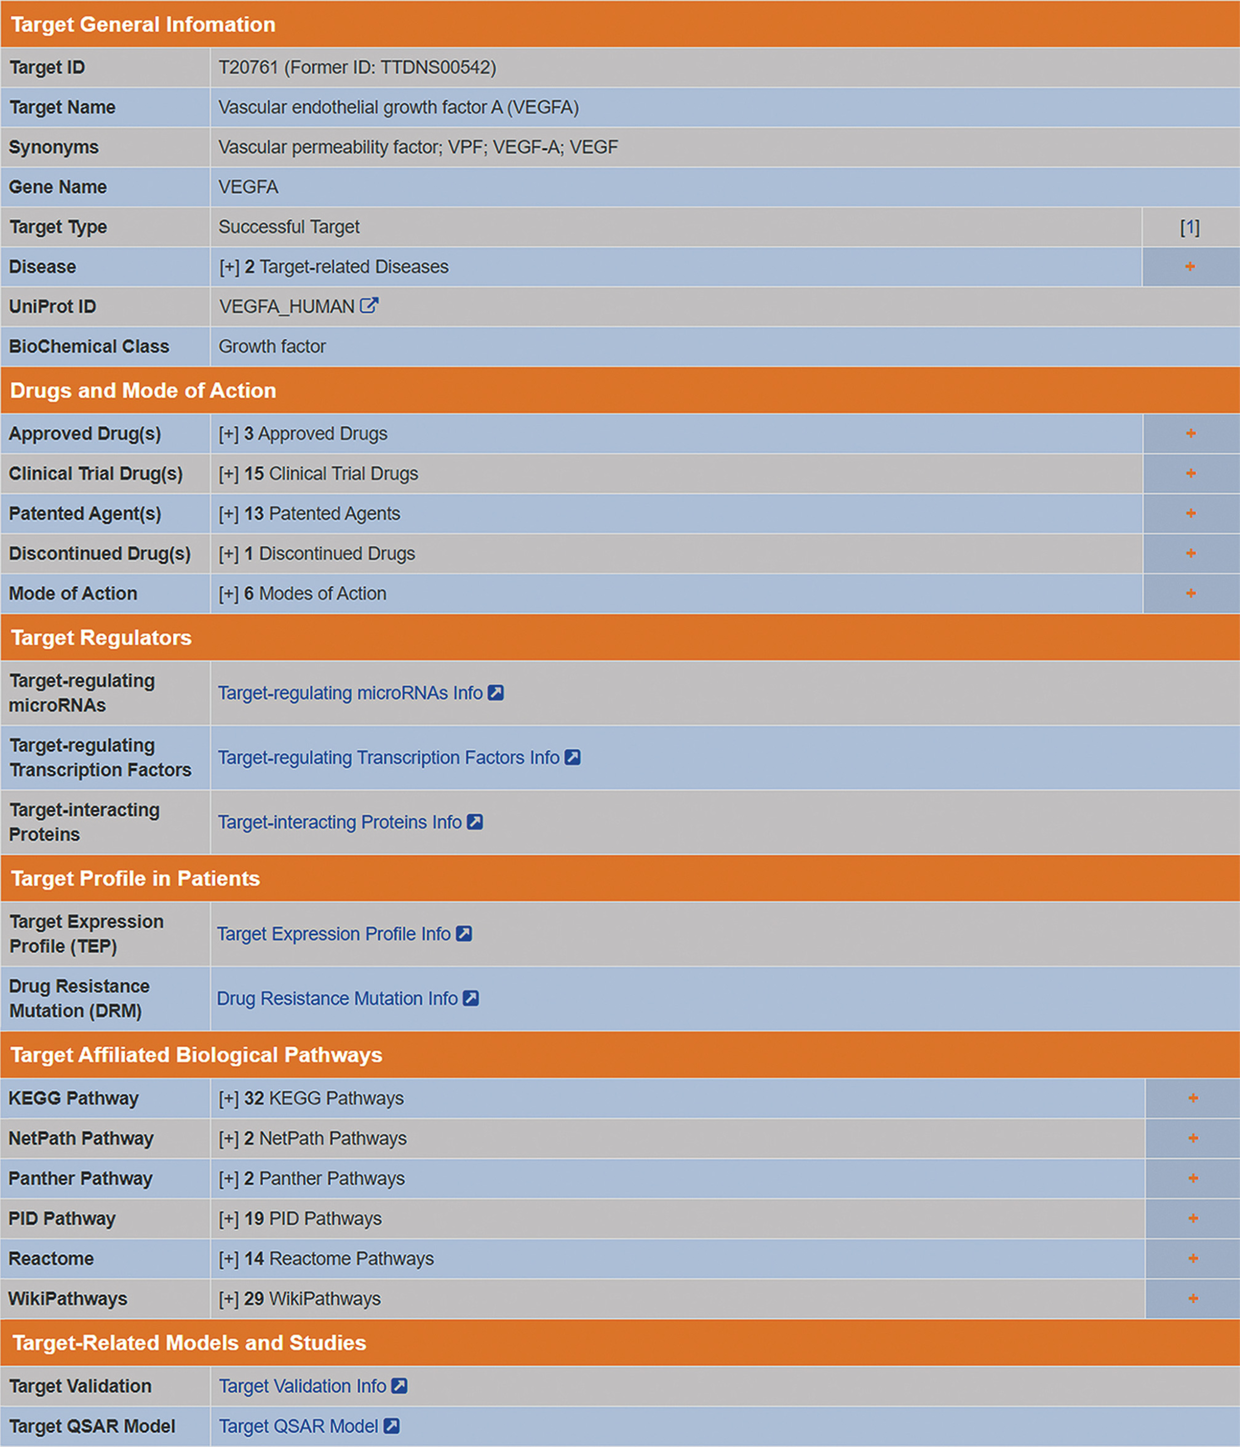 Target General Infomation
Target ID T20761 (Former ID: TTDNS00542)
Target Name Vascular endothelial growth factor A (VEGFA)
Synonyms Vascular permeability factor; VPF; VEGF-A; VEGF
Gene Name VEGFA
Target Type Successful Target [1]
Disease [+] 2 Target-related Diseases +
UniProt ID VEGFA_HUMAN
BioChemical Class Growth factor
Drugs and Mode of Action
Approved Drug(s) [+] 3 Approved Drugs +
Clinical Trial Drug(s) [+] 15 Clinical Trial Drugs +
Patented Agent(s) [+] 13 Patented Agents +
Discontinued Drug(s) [+] 1 Discontinued Drugs +
Mode of Action [+] 6 Modes of Action +
Target Regulators
Target-regulating
microRNAs
Target-regulating microRNAs Info
Target-regulating
Transcription Factors
Target-regulating Transcription Factors Info
Target-interacting
Proteins
Target-interacting Proteins Info
Target Profile in Patients
Target Expression
Profile (TEP)
Target Expression Profile Info
Drug Resistance
Mutation (DRM)
Drug Resistance Mutation Info
Target Affiliated Biological Pathways
KEGG Pathway [+] 32 KEGG Pathways +
NetPath Pathway [+] 2 NetPath Pathways +
Panther Pathway [+] 2 Panther Pathways +
PID Pathway [+] 19 PID Pathways +
Reactome [+] 14 Reactome Pathways +
WikiPathways [+] 29 WikiPathways +
Target-Related Models and Studies
Target Validation Target Validation Info
Target QSAR Model Target QSAR Model